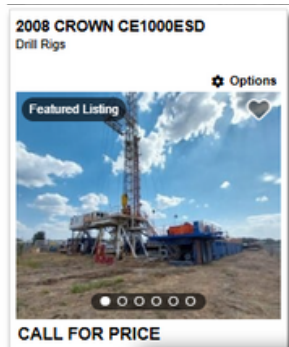 2008 CROWN CE1000ESD
Drill Rigs
Options
Featured Listing
CALL FOR PRICE